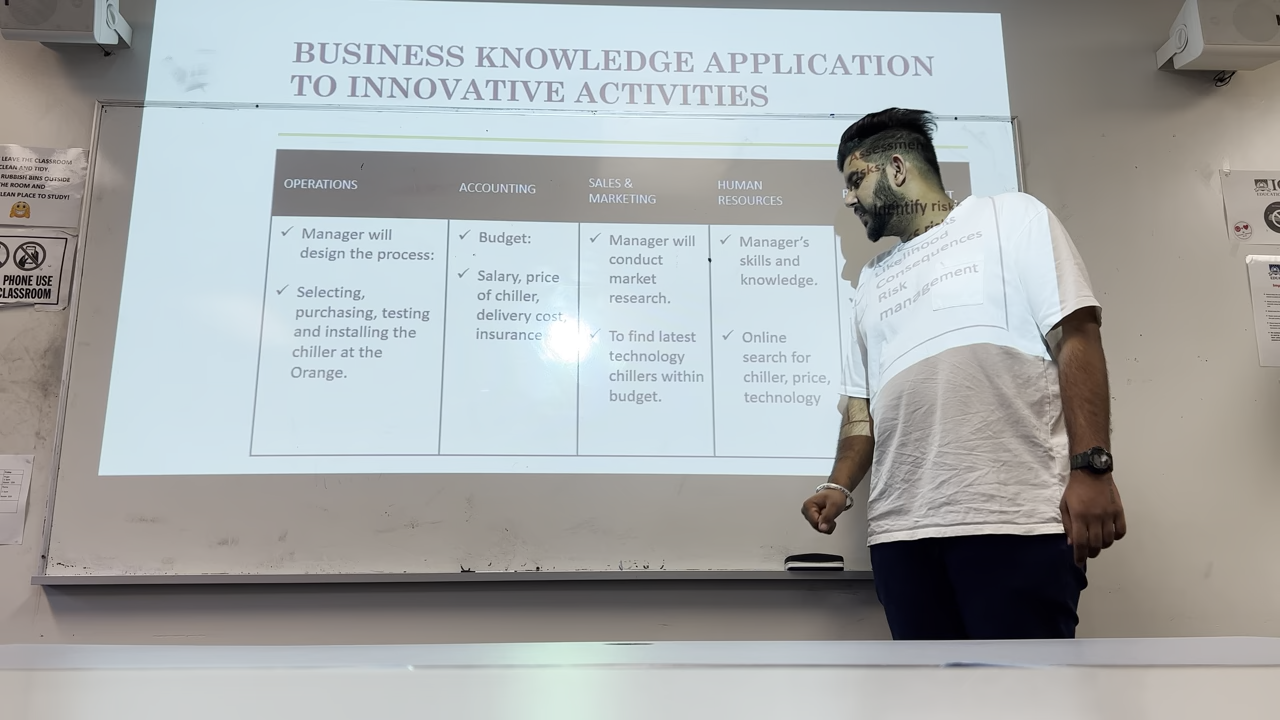 BUSINESS KNOWLEDGE APPLICATION
TO INNOVATIVE ACTIVITIES
OPERATIONS
ACCOUNTING
SALES &
MARKETING
HUMAN
RESOURCES
✓ Manager will
design the process:
✓ Selecting,
purchasing, testing
and installing the
chiller at the
Orange.
✓ Budget:
✓ Salary, price
of chiller,
delivery cost,
insurance
✓ Manager will
conduct
market
research.
✓ To find latest
technology
chillers within
budget.
✓ Manager's
skills and
knowledge.
✓ Online
search for
chiller, price,
technology
Assessment
risks:
Identify risk
Likelihood
Consequences
Risk
management
LEAVE THE CLASSROOM
CLEAN AND TIDY.
RUBBISH BINS OUTSIDE
THE ROOM AND
CLEAN PLACE TO STUDY!
PHONE USE
CLASSROOM